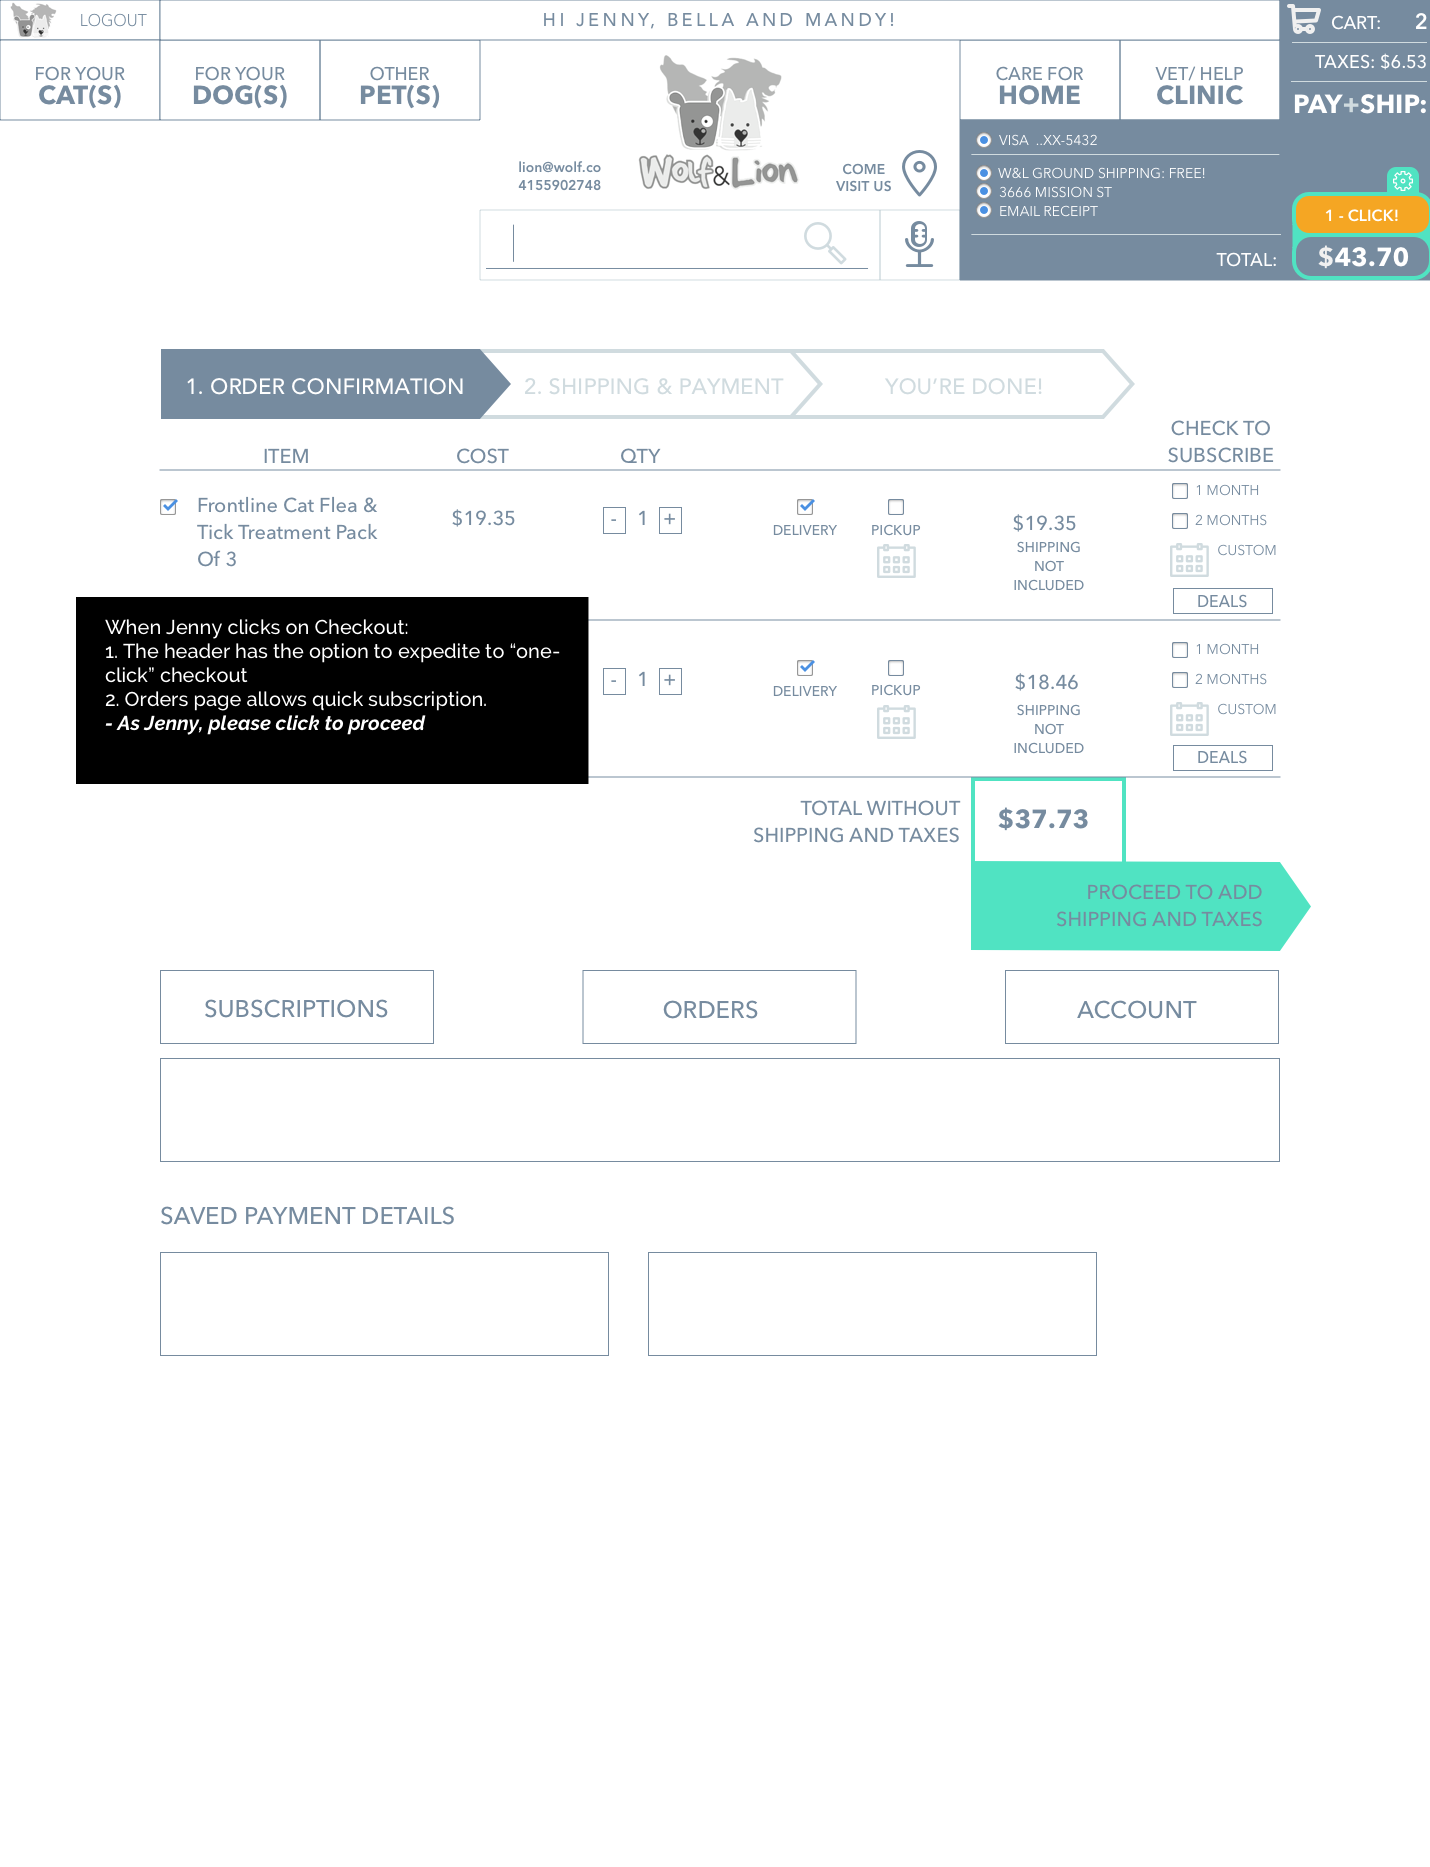 LOGOUT
HI JENNY, BELLA AND MANDY!
CART: 2
TAXES: $6.53
PAY+SHIP:
FOR YOUR
CAT(S)
FOR YOUR
DOG(S)
OTHER
PET(S)
CARE FOR
HOME
VET/ HELP
CLINIC
lion@wolf.co
4155902748
Wolf&Lion
COME
VISIT US
VISA ..XX-5432
W&L GROUND SHIPPING: FREE!
3666 MISSION ST
EMAIL RECEIPT
TOTAL:
1 - CLICK!
$43.70
1. ORDER CONFIRMATION
2. SHIPPING & PAYMENT
YOU’RE DONE!
ITEM
COST
QTY
CHECK TO
SUBSCRIBE
Frontline Cat Flea &
Tick Treatment Pack
Of 3
$19.35
- 1 +
DELIVERY
PICKUP
$19.35
SHIPPING
NOT
INCLUDED
1 MONTH
2 MONTHS
CUSTOM
DEALS
When Jenny clicks on Checkout:
1. The header has the option to expedite to “one-
click” checkout
2. Orders page allows quick subscription.
- As Jenny, please click to proceed
- 1 +
DELIVERY
PICKUP
$18.46
SHIPPING
NOT
INCLUDED
1 MONTH
2 MONTHS
CUSTOM
DEALS
TOTAL WITHOUT
SHIPPING AND TAXES
$37.73
PROCEED TO ADD
SHIPPING AND TAXES
SUBSCRIPTIONS
ORDERS
ACCOUNT
SAVED PAYMENT DETAILS